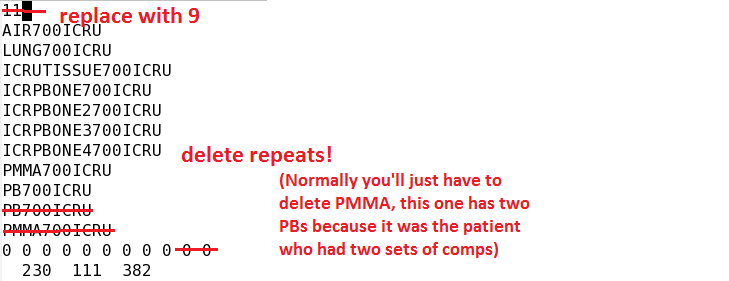 11 replace with 9
AIR700ICRU
LUNG700ICRU
ICRUTISSUE700ICRU
ICRPBONE700ICRU
ICRPBONE2700ICRU
ICRPBONE3700ICRU
ICRPBONE4700ICRU
delete repeats!
PMMA700ICRU
(Normally you'll just have to
PB700ICRU
delete PMMA, this one has two
PB700ICRU
PBs because it was the patient
PMMA700ICRU
who had two sets of comps)
0 0 0 0 0 0 0 0 0 0 0
230 111 382